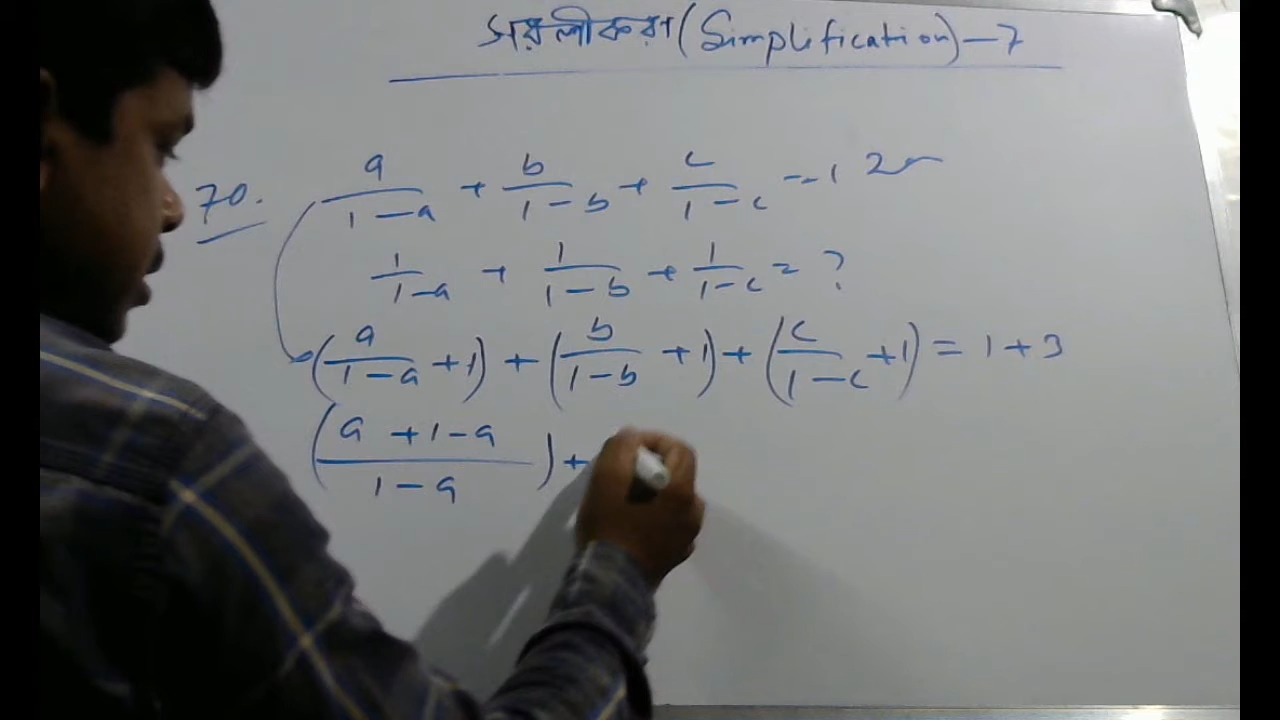 সরলীকরণ (Simplification) - 7
70. a/(1-a) + b/(1-b) + c/(1-c) = 1
1/(1-a) + 1/(1-b) + 1/(1-c) = ?
(a/(1-a) + 1) + (b/(1-b) + 1) + (c/(1-c) + 1) = 1 + 3
((a + 1 - a)/(1 - a)) +